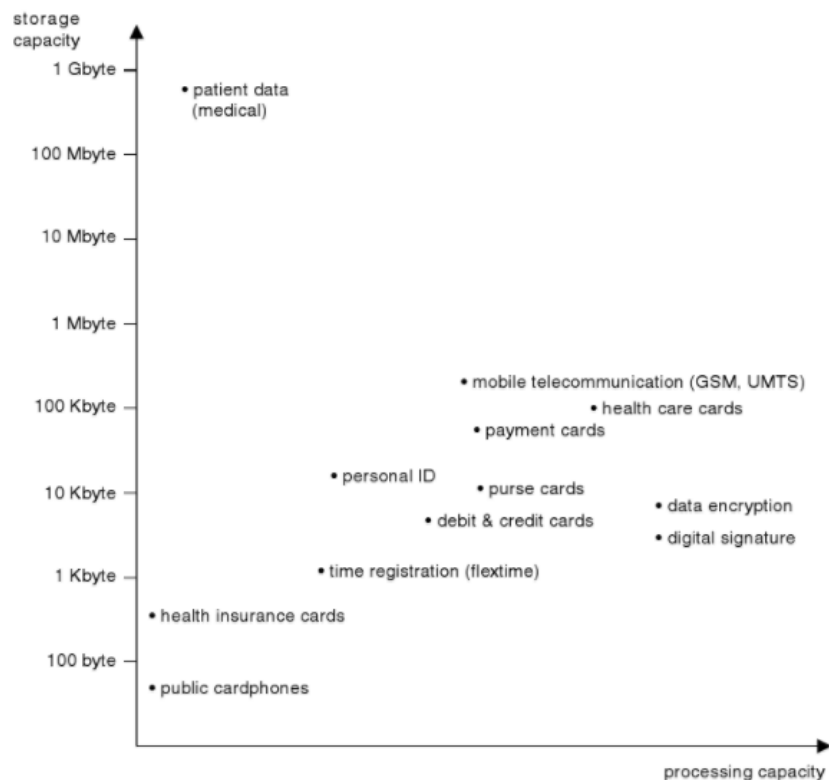 storage
capacity
1 Gbyte
patient data
(medical)
100 Mbyte
10 Mbyte
1 Mbyte
mobile telecommunication (GSM, UMTS)
100 Kbyte
health care cards
payment cards
personal ID
10 Kbyte
purse cards
data encryption
debit & credit cards
digital signature
1 Kbyte
time registration (flextime)
health insurance cards
100 byte
public cardphones
processing capacity